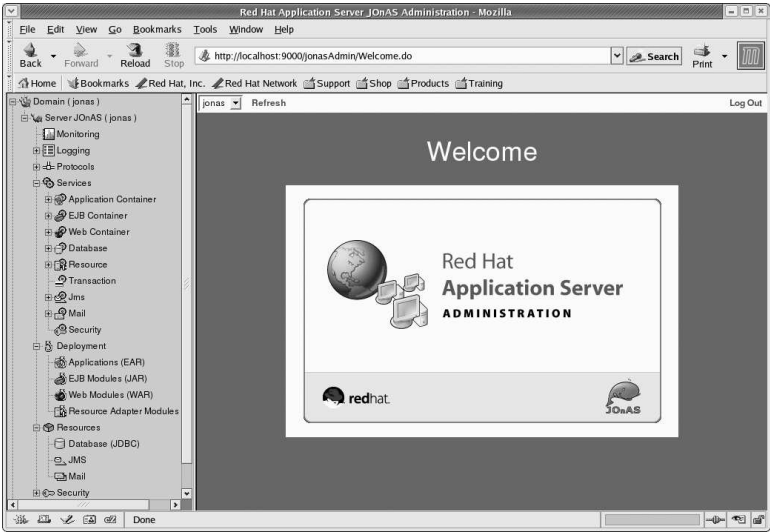 Red Hat Application Server JOnAS Administration - Mozilla
File Edit View Go Bookmarks Tools Window Help
Back Forward Reload Stop http://localhost:9000/jonasAdmin/Welcome.do Search Print
Home Bookmarks Red Hat, Inc. Red Hat Network Support Shop Products Training
Domain ( jonas )
Server JOnAS ( jonas )
Monitoring
Logging
Protocols
Services
Application Container
EJB Container
Web Container
Database
Resource
Transaction
Jms
Mail
Security
Deployment
Applications (EAR)
EJB Modules (JAR)
Web Modules (WAR)
Resource Adapter Modules
Resources
Database (JDBC)
JMS
Mail
Security
jonas Refresh Log Out
Welcome
Red Hat
Application Server
ADMINISTRATION
redhat.
JOnAS
Done